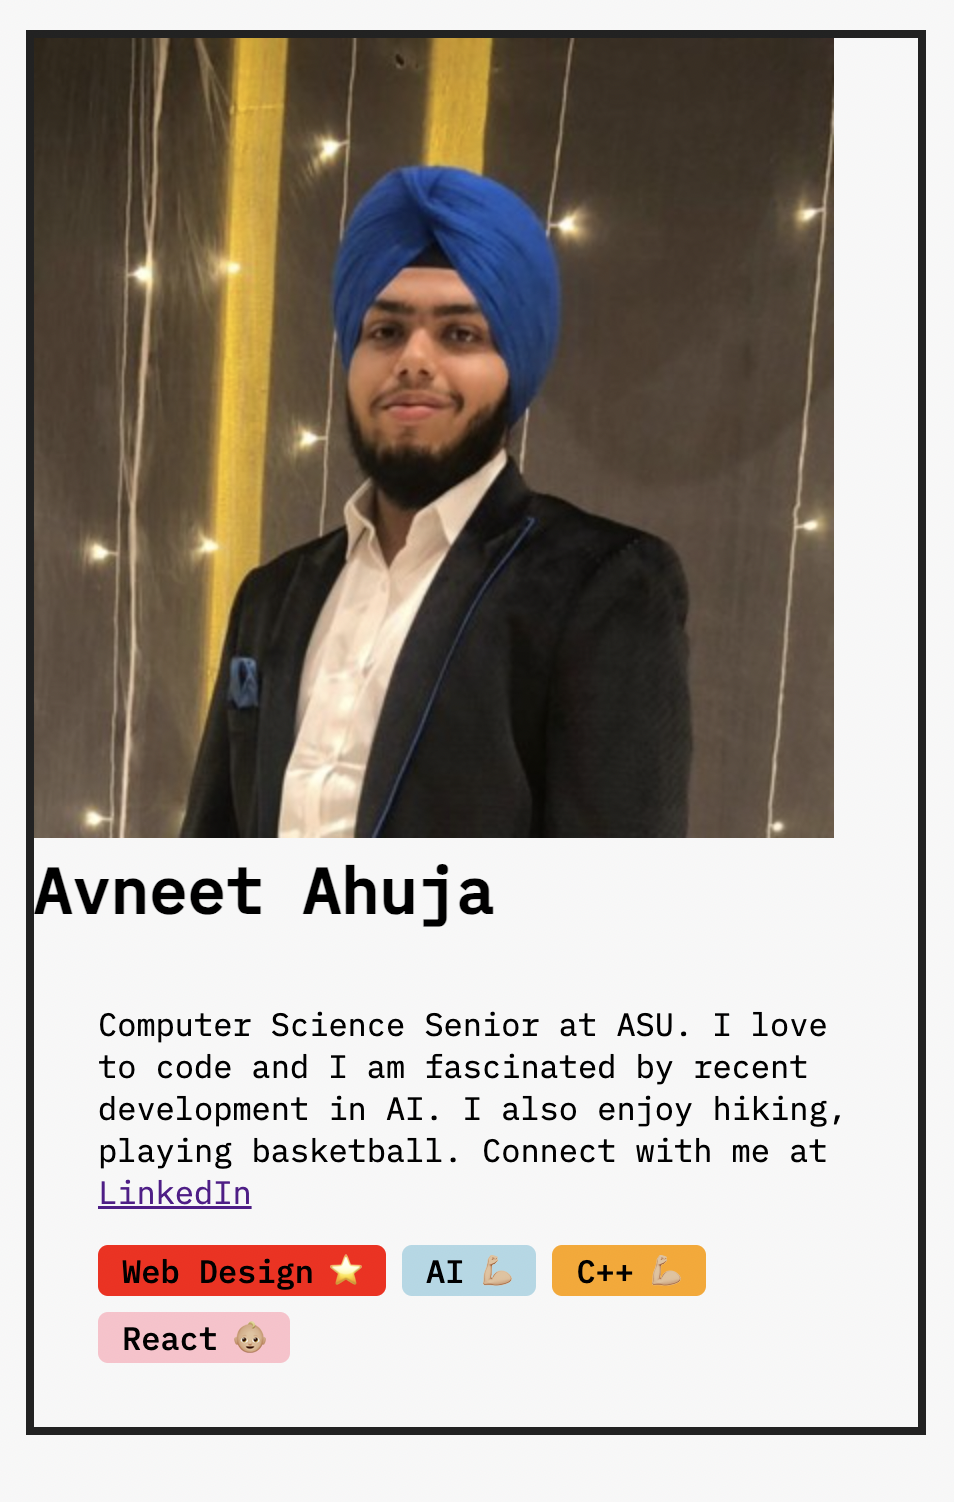 Avneet Ahuja
Computer Science Senior at ASU. I love
to code and I am fascinated by recent
development in AI. I also enjoy hiking,
playing basketball. Connect with me at
LinkedIn
Web Design ⭐ AI 💪🏼 C++ 💪🏼
React 👶🏼